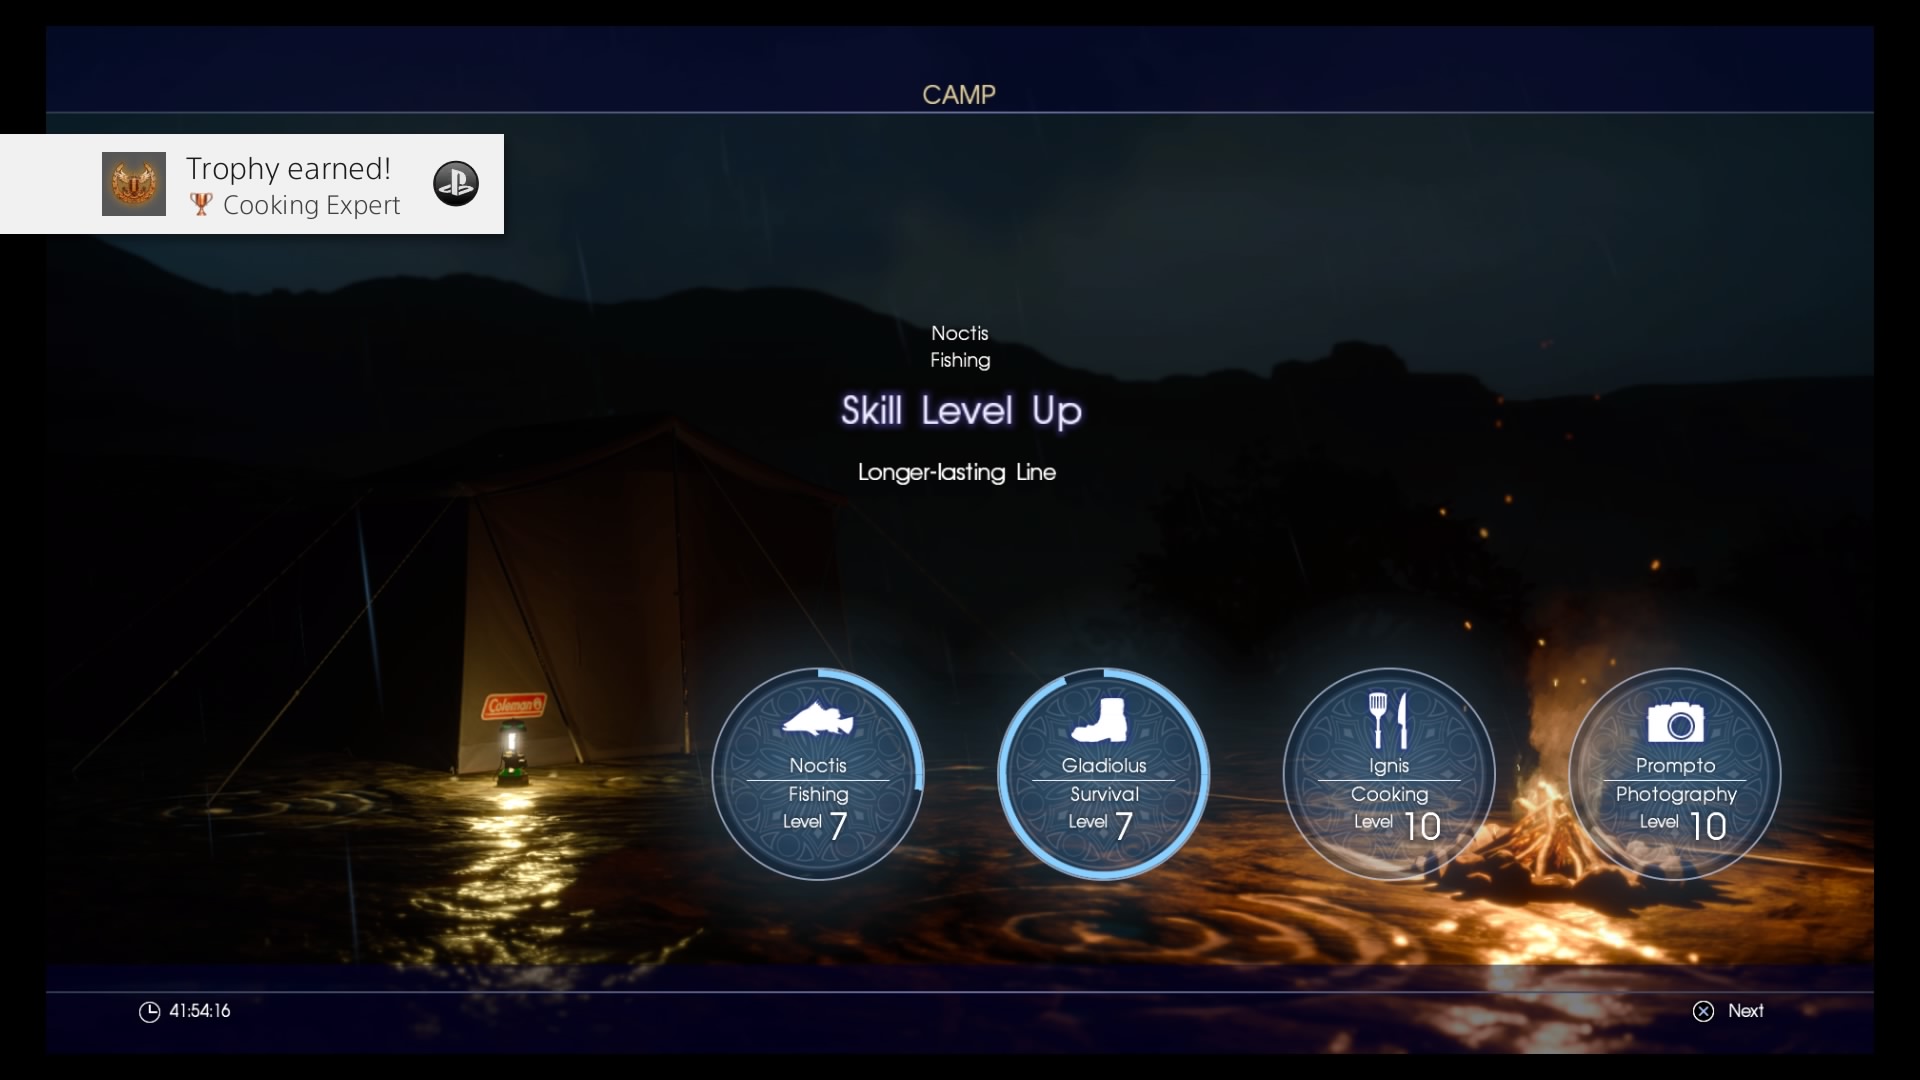 CAMP
Trophy earned!
Cooking Expert
Noctis
Fishing
Skill Level Up
Longer-lasting Line
Coleman
Noctis
Fishing
Level 7
Gladiolus
Survival
Level 7
Ignis
Cooking
Level 10
Prompto
Photography
Level 10
41:54:16
Next